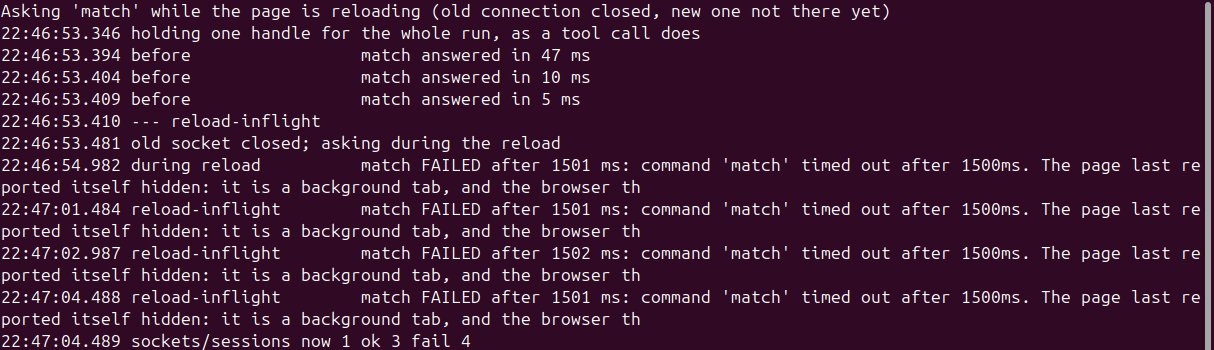 Asking 'match' while the page is reloading (old connection closed, new one not there yet)
22:46:53.346 holding one handle for the whole run, as a tool call does
22:46:53.394 before                 match answered in 47 ms
22:46:53.404 before                 match answered in 10 ms
22:46:53.409 before                 match answered in 5 ms
22:46:53.410 --- reload-inflight
22:46:53.481 old socket closed; asking during the reload
22:46:54.982 during reload          match FAILED after 1501 ms: command 'match' timed out after 1500ms. The page last re
ported itself hidden: it is a background tab, and the browser th
22:47:01.484 reload-inflight        match FAILED after 1501 ms: command 'match' timed out after 1500ms. The page last re
ported itself hidden: it is a background tab, and the browser th
22:47:02.987 reload-inflight        match FAILED after 1502 ms: command 'match' timed out after 1500ms. The page last re
ported itself hidden: it is a background tab, and the browser th
22:47:04.488 reload-inflight        match FAILED after 1501 ms: command 'match' timed out after 1500ms. The page last re
ported itself hidden: it is a background tab, and the browser th
22:47:04.489 sockets/sessions now 1 ok 3 fail 4